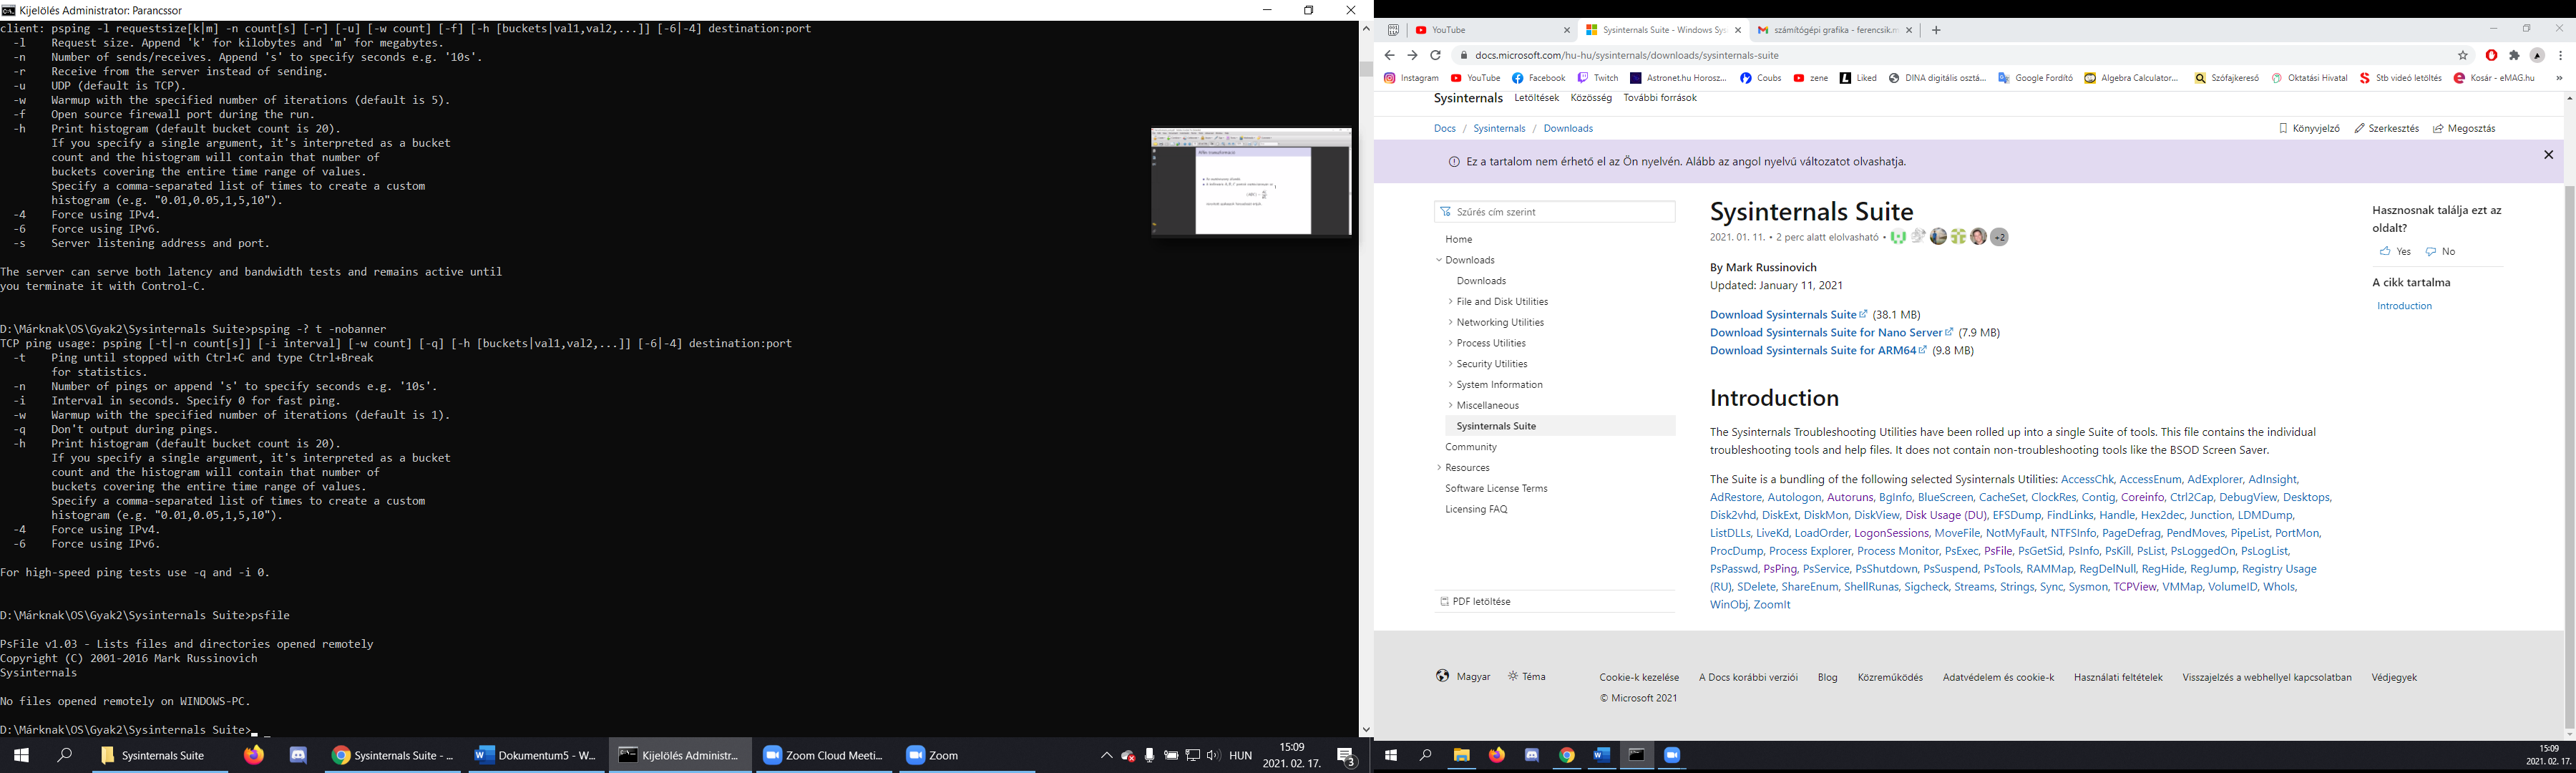 Kijelölés Administrator: Parancssor
client: psping -l requestsize[k|m] -n count[s] [-r] [-u] [-w count] [-f] [-h [buckets|val1,val2,...]] [-6|-4] destination:port
-l Request size. Append 'k' for kilobytes and 'm' for megabytes.
-n Number of sends/receives. Append 's' to specify seconds e.g. '10s'.
-r Receive from the server instead of sending.
-u UDP (default is TCP).
-w Warmup with the specified number of iterations (default is 5).
-f Open source firewall port during the run.
-h Print histogram (default bucket count is 20).
If you specify a single argument, it's interpreted as a bucket
count and the histogram will contain that number of
buckets covering the entire time range of values.
Specify a comma-separated list of times to create a custom
histogram (e.g. "0.01,0.05,1,5,10").
-4 Force using IPv4.
-6 Force using IPv6.
-s Server listening address and port.
The server can serve both latency and bandwidth tests and remains active until
you terminate it with Control-C.
D:\Márknak\OS\Gyak2\Sysinternals Suite>psping -? t -nobanner
TCP ping usage: psping [-t|-n count[s]] [-i interval] [-w count] [-q] [-h [buckets|val1,val2,...]] [-6|-4] destination:port
-t Ping until stopped with Ctrl+C and type Ctrl+Break
for statistics.
-n Number of pings or append 's' to specify seconds e.g. '10s'.
-i Interval in seconds. Specify 0 for fast ping.
-w Warmup with the specified number of iterations (default is 1).
-q Don't output during pings.
-h Print histogram (default bucket count is 20).
If you specify a single argument, it's interpreted as a bucket
count and the histogram will contain that number of
buckets covering the entire time range of values.
Specify a comma-separated list of times to create a custom
histogram (e.g. "0.01,0.05,1,5,10").
-4 Force using IPv4.
-6 Force using IPv6.
For high-speed ping tests use -q and -i 0.
D:\Márknak\OS\Gyak2\Sysinternals Suite>psfile
PsFile v1.03 - Lists files and directories opened remotely
Copyright (C) 2001-2016 Mark Russinovich
Sysinternals
No files opened remotely on WINDOWS-PC.
D:\Márknak\OS\Gyak2\Sysinternals Suite>
Sysinternals Suite
Sysinternals Suite - ...
Dokumentum5 - W...
Kijelölés Administr...
Zoom Cloud Meeti...
Zoom
HUN
15:09
2021. 02. 17.
3
YouTube
Sysinternals Suite - Windows Sys
számítógépi grafika - ferencsik.m
docs.microsoft.com/hu-hu/sysinternals/downloads/sysinternals-suite
Instagram YouTube Facebook Twitch Astronet.hu Horosz... Coubs zene Liked DINA digitális osztá... Google Fordító Algebra Calculator... Szófajkereső Oktatási Hivatal Stb videó letöltés Kosár - eMAG.hu »
Sysinternals Letöltések Közösség További források
Docs / Sysinternals / Downloads
Könyvjelző Szerkesztés Megosztás
Ez a tartalom nem érhető el az Ön nyelvén. Alább az angol nyelvű változatot olvashatja.
Szűrés cím szerint
Home
Downloads
Downloads
File and Disk Utilities
Networking Utilities
Process Utilities
Security Utilities
System Information
Miscellaneous
Sysinternals Suite
Community
Resources
Software License Terms
Licensing FAQ
PDF letöltése
Sysinternals Suite
2021. 01. 11. • 2 perc alatt elolvasható • +2
By Mark Russinovich
Updated: January 11, 2021
Download Sysinternals Suite (38.1 MB)
Download Sysinternals Suite for Nano Server (7.9 MB)
Download Sysinternals Suite for ARM64 (9.8 MB)
Introduction
The Sysinternals Troubleshooting Utilities have been rolled up into a single Suite of tools. This file contains the individual
troubleshooting tools and help files. It does not contain non-troubleshooting tools like the BSOD Screen Saver.
The Suite is a bundling of the following selected Sysinternals Utilities: AccessChk, AccessEnum, AdExplorer, AdInsight,
AdRestore, Autologon, Autoruns, BgInfo, BlueScreen, CacheSet, ClockRes, Contig, Coreinfo, Ctrl2Cap, DebugView, Desktops,
Disk2vhd, DiskExt, DiskMon, DiskView, Disk Usage (DU), EFSDump, FindLinks, Handle, Hex2dec, Junction, LDMDump,
ListDLLs, LiveKd, LoadOrder, LogonSessions, MoveFile, NotMyFault, NTFSInfo, PageDefrag, PendMoves, PipeList, PortMon,
ProcDump, Process Explorer, Process Monitor, PsExec, PsFile, PsGetSid, PsInfo, PsKill, PsList, PsLoggedOn, PsLogList,
PsPasswd, PsPing, PsService, PsShutdown, PsSuspend, PsTools, RAMMap, RegDelNull, RegHide, RegJump, Registry Usage
(RU), SDelete, ShareEnum, ShellRunas, Sigcheck, Streams, Strings, Sync, Sysmon, TCPView, VMMap, VolumeID, WhoIs,
WinObj, ZoomIt
Hasznosnak találja ezt az
oldalt?
Yes No
A cikk tartalma
Introduction
Magyar Téma
Cookie-k kezelése A Docs korábbi verziói Blog Közreműködés Adatvédelem és cookie-k Használati feltételek Visszajelzés a webhellyel kapcsolatban Védjegyek
© Microsoft 2021
15:09
2021. 02. 17.